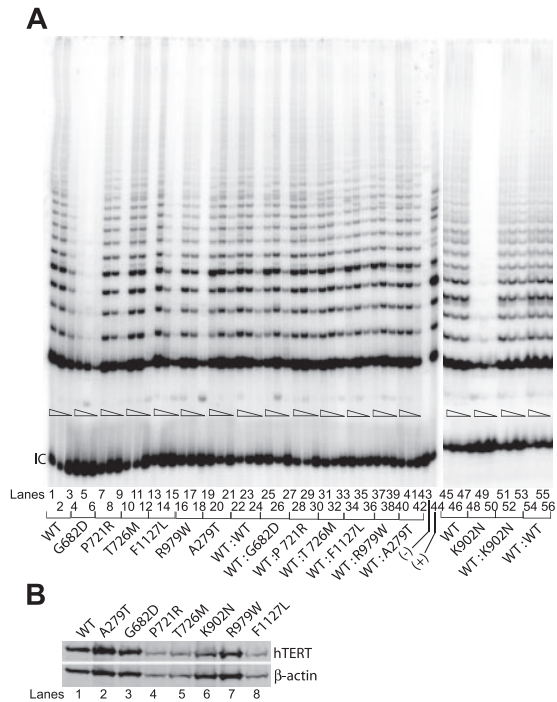 A
IC
Lanes 1 3 5 7 9 11 13 15 17 19 21 23 25 27 29 31 33 35 37 39 41 43 45 47 49 51 53 55
2 4 6 8 10 12 14 16 18 20 22 24 26 28 30 32 34 36 38 40 42 44 46 48 50 52 54 56
WT G682D P721R T726M F1127L R979W A279T WT:WT WT:G682D WT:P721R WT:T726M WT:F1127L WT:R979W WT:A279T (-) (+) WT K902N WT:K902N WT:WT
B
WT A279T G682D P721R T726M K902N R979W F1127L
hTERT
β-actin
Lanes 1 2 3 4 5 6 7 8